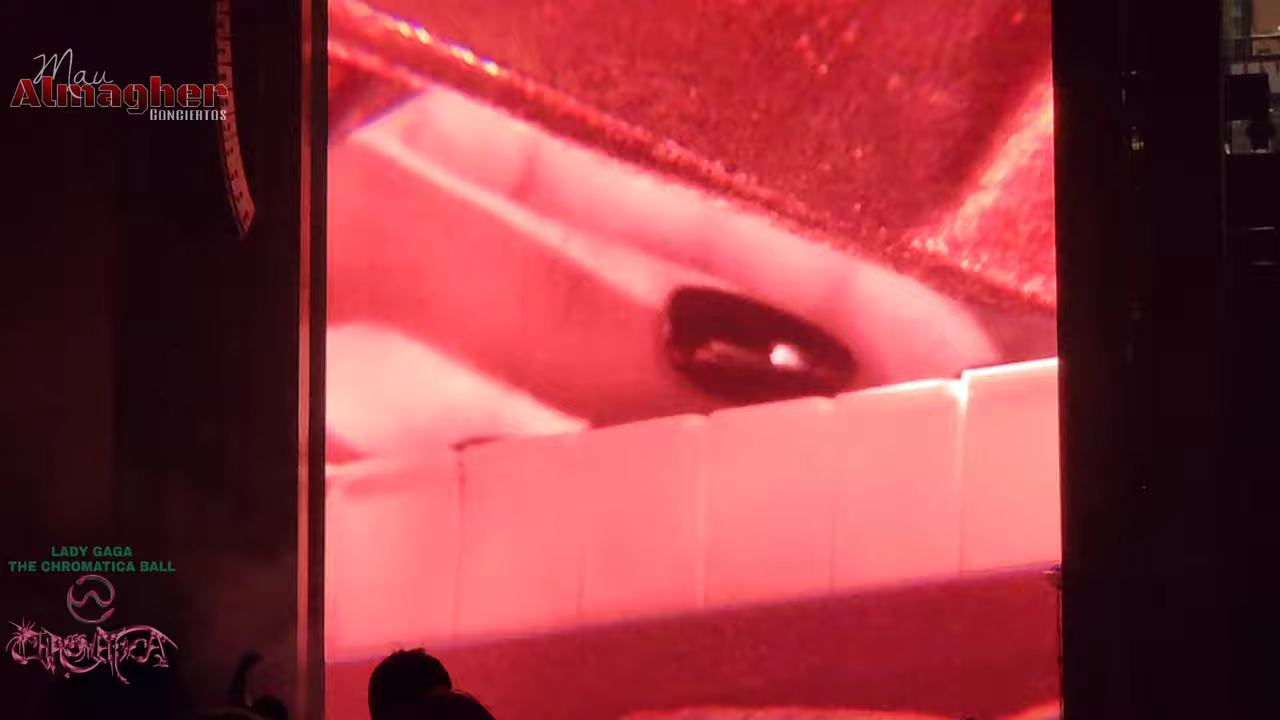 Mau
Almagher
CONCIERTOS
LADY GAGA
THE CHROMATICA BALL
CHROMATICA